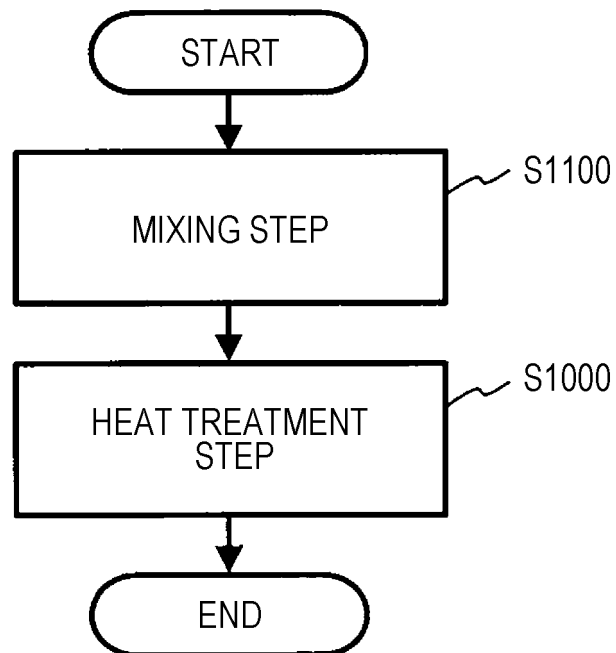 START
S1100
MIXING STEP
S1000
HEAT TREATMENT
STEP
END